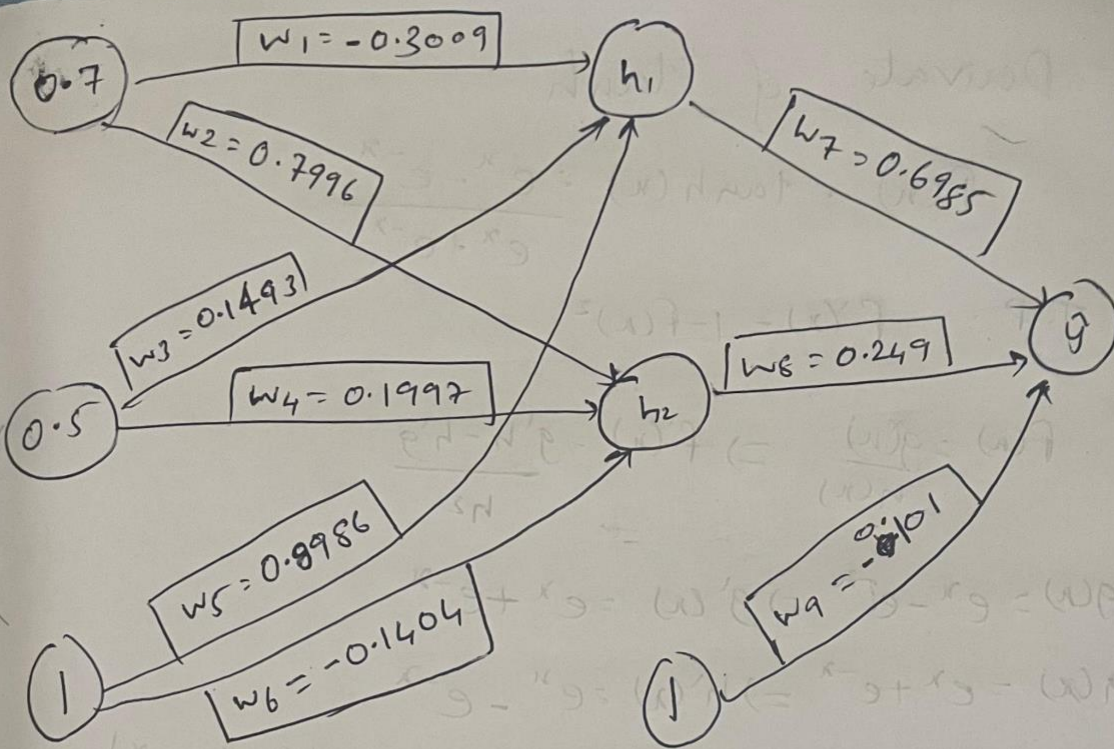 0.7
W1 = -0.3009
h1
W2 = 0.7996
W7 = 0.6985
W3 = 0.1493
ŷ
W8 = 0.249
0.5
W4 = 0.1997
h2
W5 = 0.8986
W9 = -0.101
1
W6 = -0.1404
1